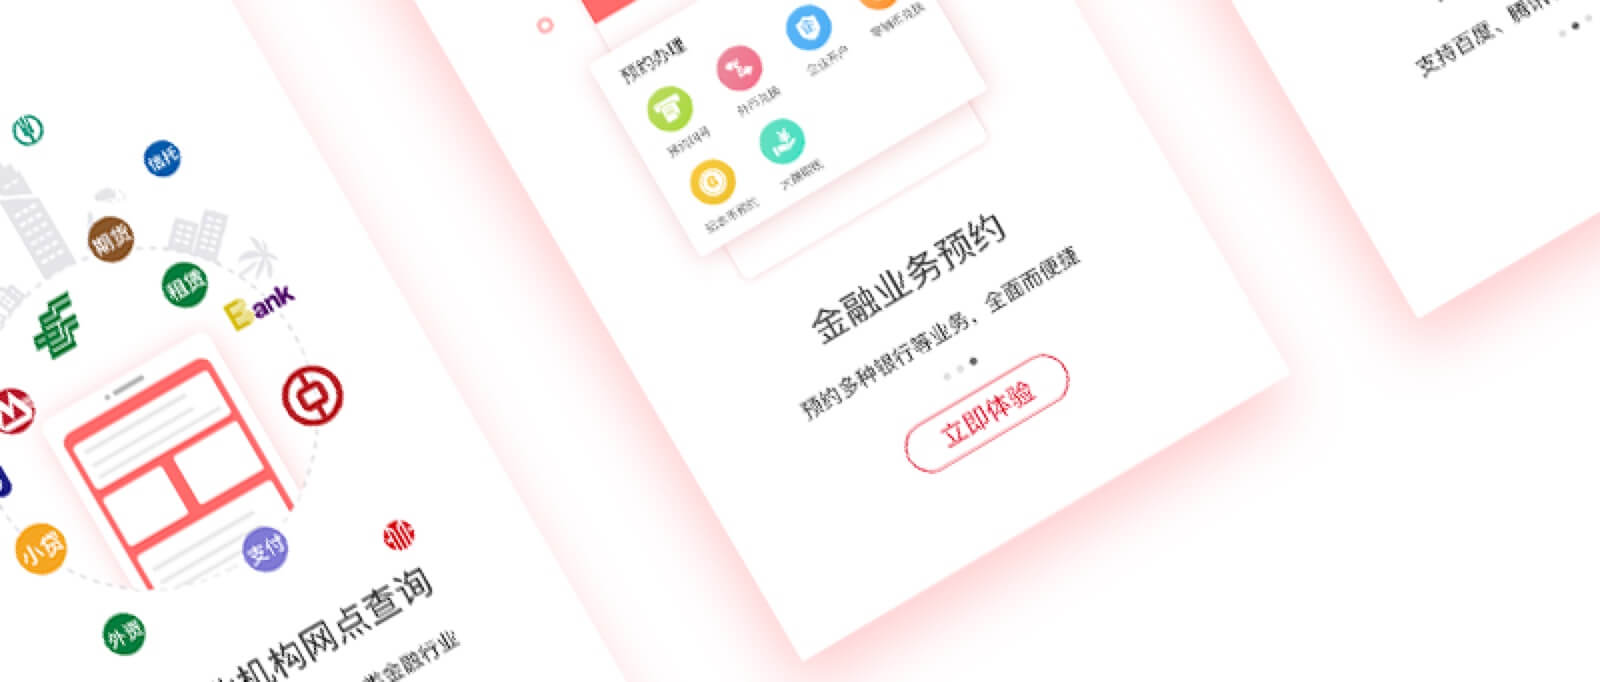 信托
期货
租赁
Bank
小贷
支付
外资
机构网点查询
类金融行业
预约办理
预约取号
外币兑换
企业开户
零钱币兑换
纪念币预约
大额取现
金融业务预约
预约多种银行等业务，全面而便捷
立即体验
支持百度、腾讯